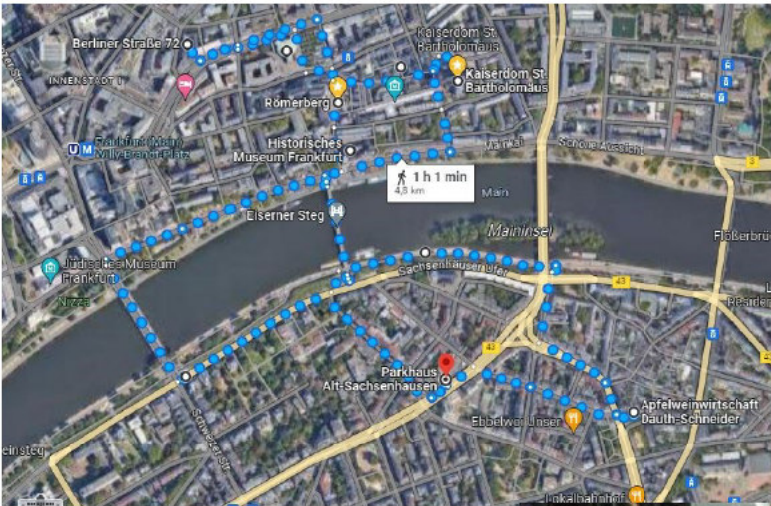 Berliner Straße 72
Kaiserdom St.
Bartholomäus
Kaiserdom St.
Bartholomäus
INNENSTADT I
Römerberg
Historisches
Museum Frankfurt
U M Frankfurt (Main)
Willy-Brandt-Platz
Mainkai
Schöne Aussicht
3
1 h 1 min
4,8 km
Main
Eiserner Steg
Maininsel
Jüdisches Museum
Frankfurt
Nizza
Sachsenhäuser Ufer
43
43
Parkhaus
Alt-Sachsenhausen
Schweizer Str.
Apfelweinwirtschaft
Dauth-Schneider
Ebbelwoi Unser
einsteg
Lokalbahnhof